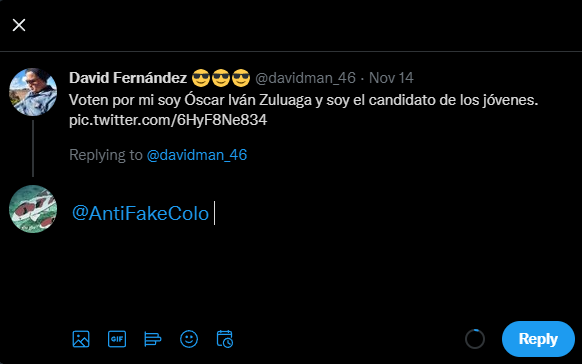 David Fernández 😎😎😎 @davidman_46 · Nov 14
Voten por mi soy Óscar Iván Zuluaga y soy el candidato de los jóvenes.
pic.twitter.com/6HyF8Ne834
Replying to @davidman_46
@AntiFakeColo
GIF
Reply